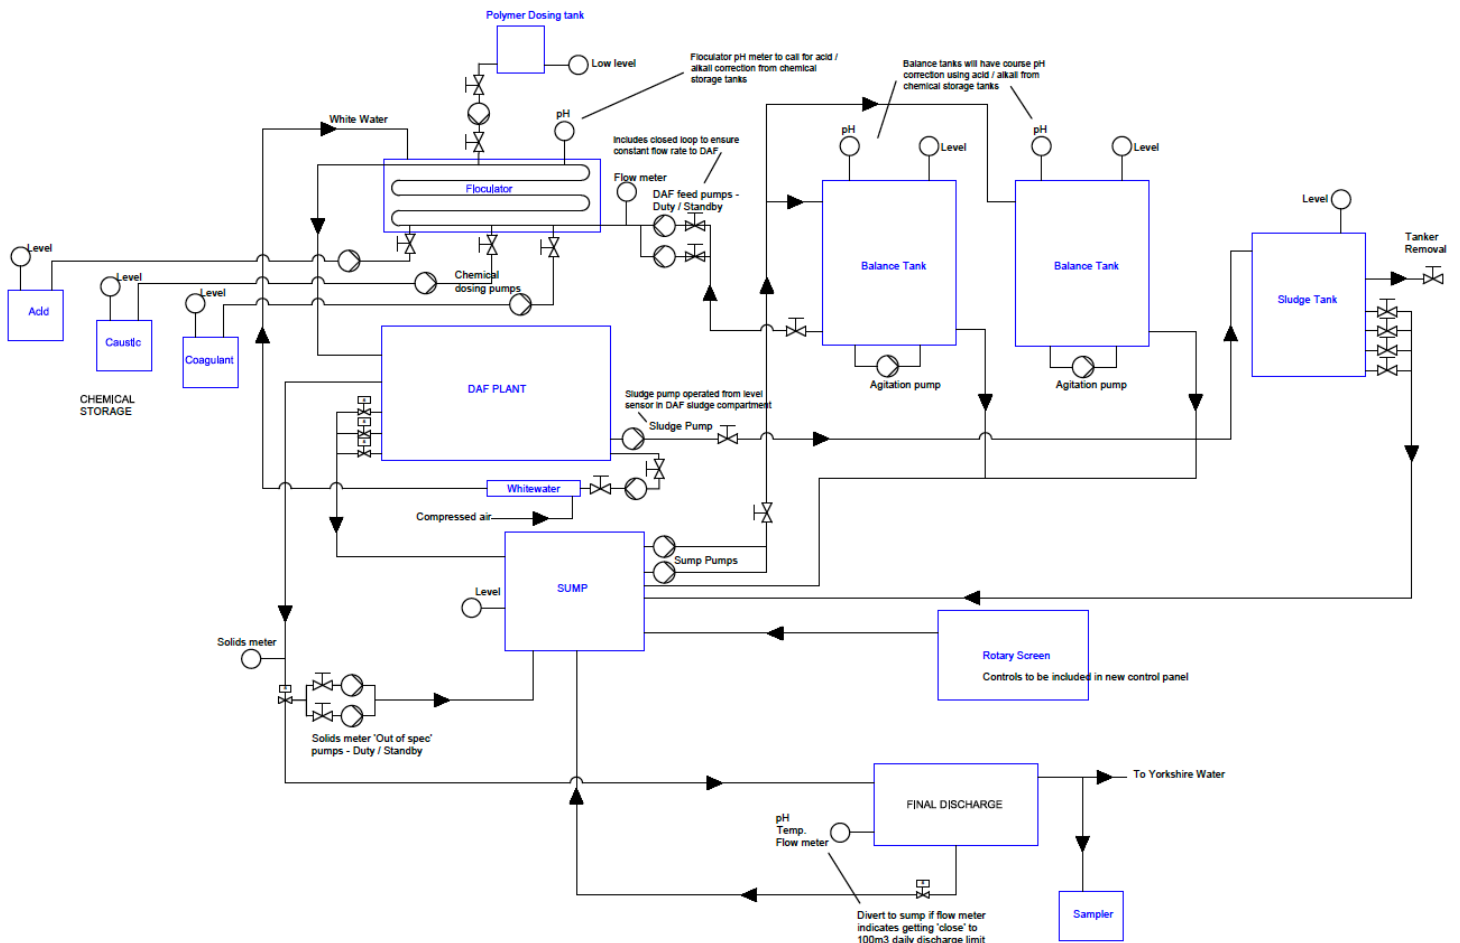 Polymer Dosing tank
Low level
Floculator pH meter to call for acid /
alkali correction from chemical
storage tanks
Balance tanks will have course pH
correction using acid / alkali from
chemical storage tanks
White Water
pH
Includes closed loop to ensure
constant flow rate to DAF
pH
Level
pH
Level
Floculator
Flow meter
DAF feed pumps -
Duty / Standby
Level
Tanker
Removal
Level
Level
Level
Chemical
dosing pumps
Balance Tank
Balance Tank
Sludge Tank
Acid
Caustic
Coagulant
CHEMICAL
STORAGE
DAF PLANT
Agitation pump
Agitation pump
Sludge pump operated from level
sensor in DAF sludge compartment
Sludge Pump
Whitewater
Compressed air
Sump Pumps
SUMP
Level
Solids meter
Rotary Screen
Controls to be included in new control panel
Solids meter 'Out of spec'
pumps - Duty / Standby
To Yorkshire Water
FINAL DISCHARGE
pH
Temp.
Flow meter
Sampler
Divert to sump if flow meter
indicates getting 'close' to
100m3 daily discharge limit